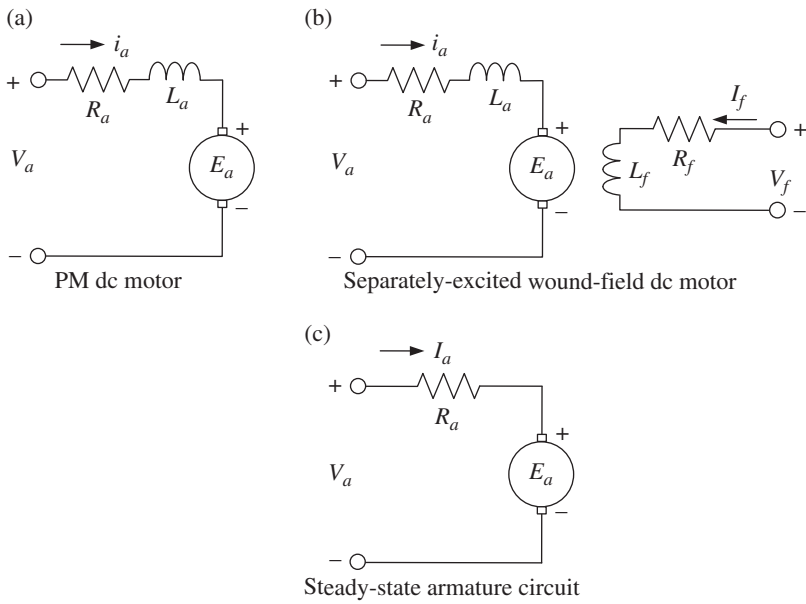 (a)
i_a
+
R_a
L_a
V_a
+
E_a
−
−
PM dc motor
(b)
i_a
+
R_a
L_a
V_a
+
E_a
−
−
I_f
+
R_f
L_f
V_f
−
Separately-excited wound-field dc motor
(c)
I_a
+
R_a
V_a
+
E_a
−
−
Steady-state armature circuit